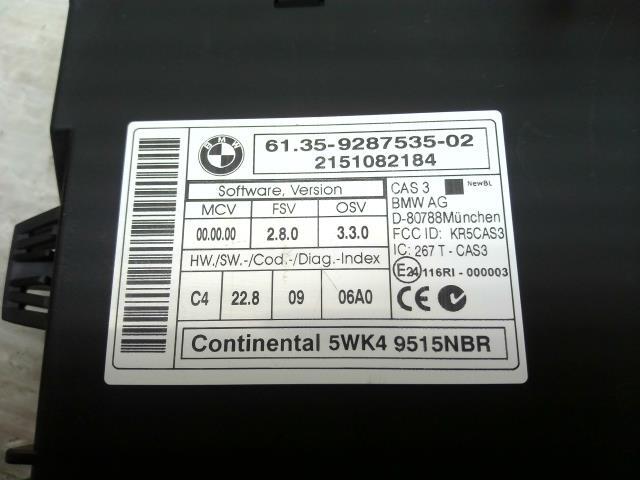 BMW
61.35-9287535-02
2151082184
Software, Version
MCV FSV OSV
00.00.00 2.8.0 3.3.0
HW./SW.-/Cod.-/Diag.-Index
C4 22.8 09 06A0
CAS 3 NewBL
BMW AG
D-80788München
FCC ID: KR5CAS3
IC: 267 T - CAS3
E24 116RI - 000003
CE
Continental 5WK4 9515NBR